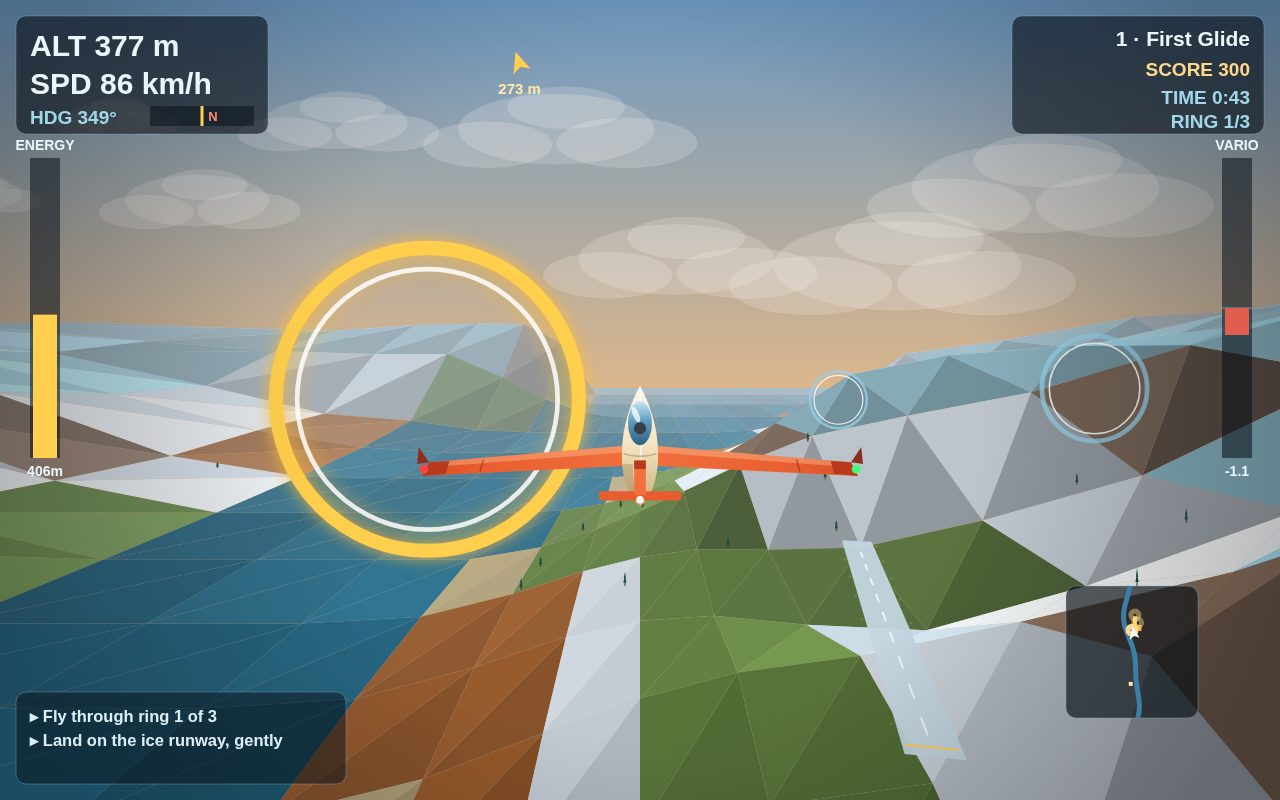 ALT 377 m
SPD 86 km/h
HDG 349°
N
ENERGY
406m
273 m
1 · First Glide
SCORE 300
TIME 0:43
RING 1/3
VARIO
-1.1
▸ Fly through ring 1 of 3
▸ Land on the ice runway, gently